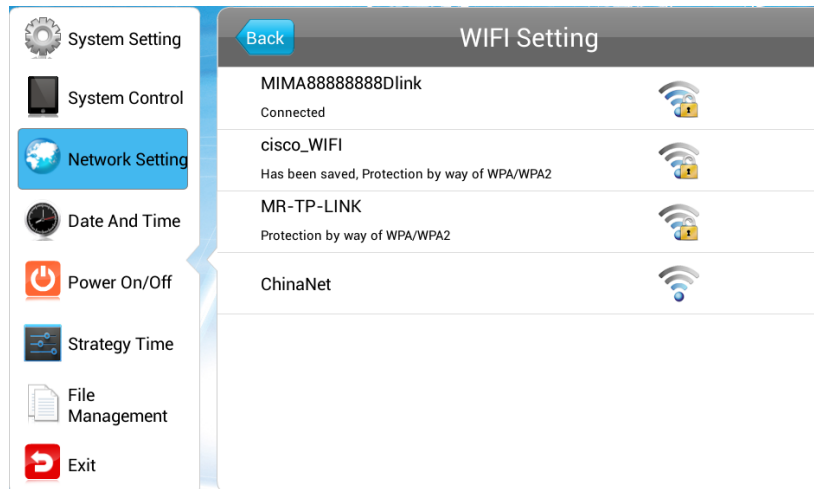 System Setting
System Control
Network Setting
Date And Time
Power On/Off
Strategy Time
File
Management
Exit
Back
WIFI Setting
MIMA88888888Dlink
Connected
cisco_WIFI
Has been saved, Protection by way of WPA/WPA2
MR-TP-LINK
Protection by way of WPA/WPA2
ChinaNet